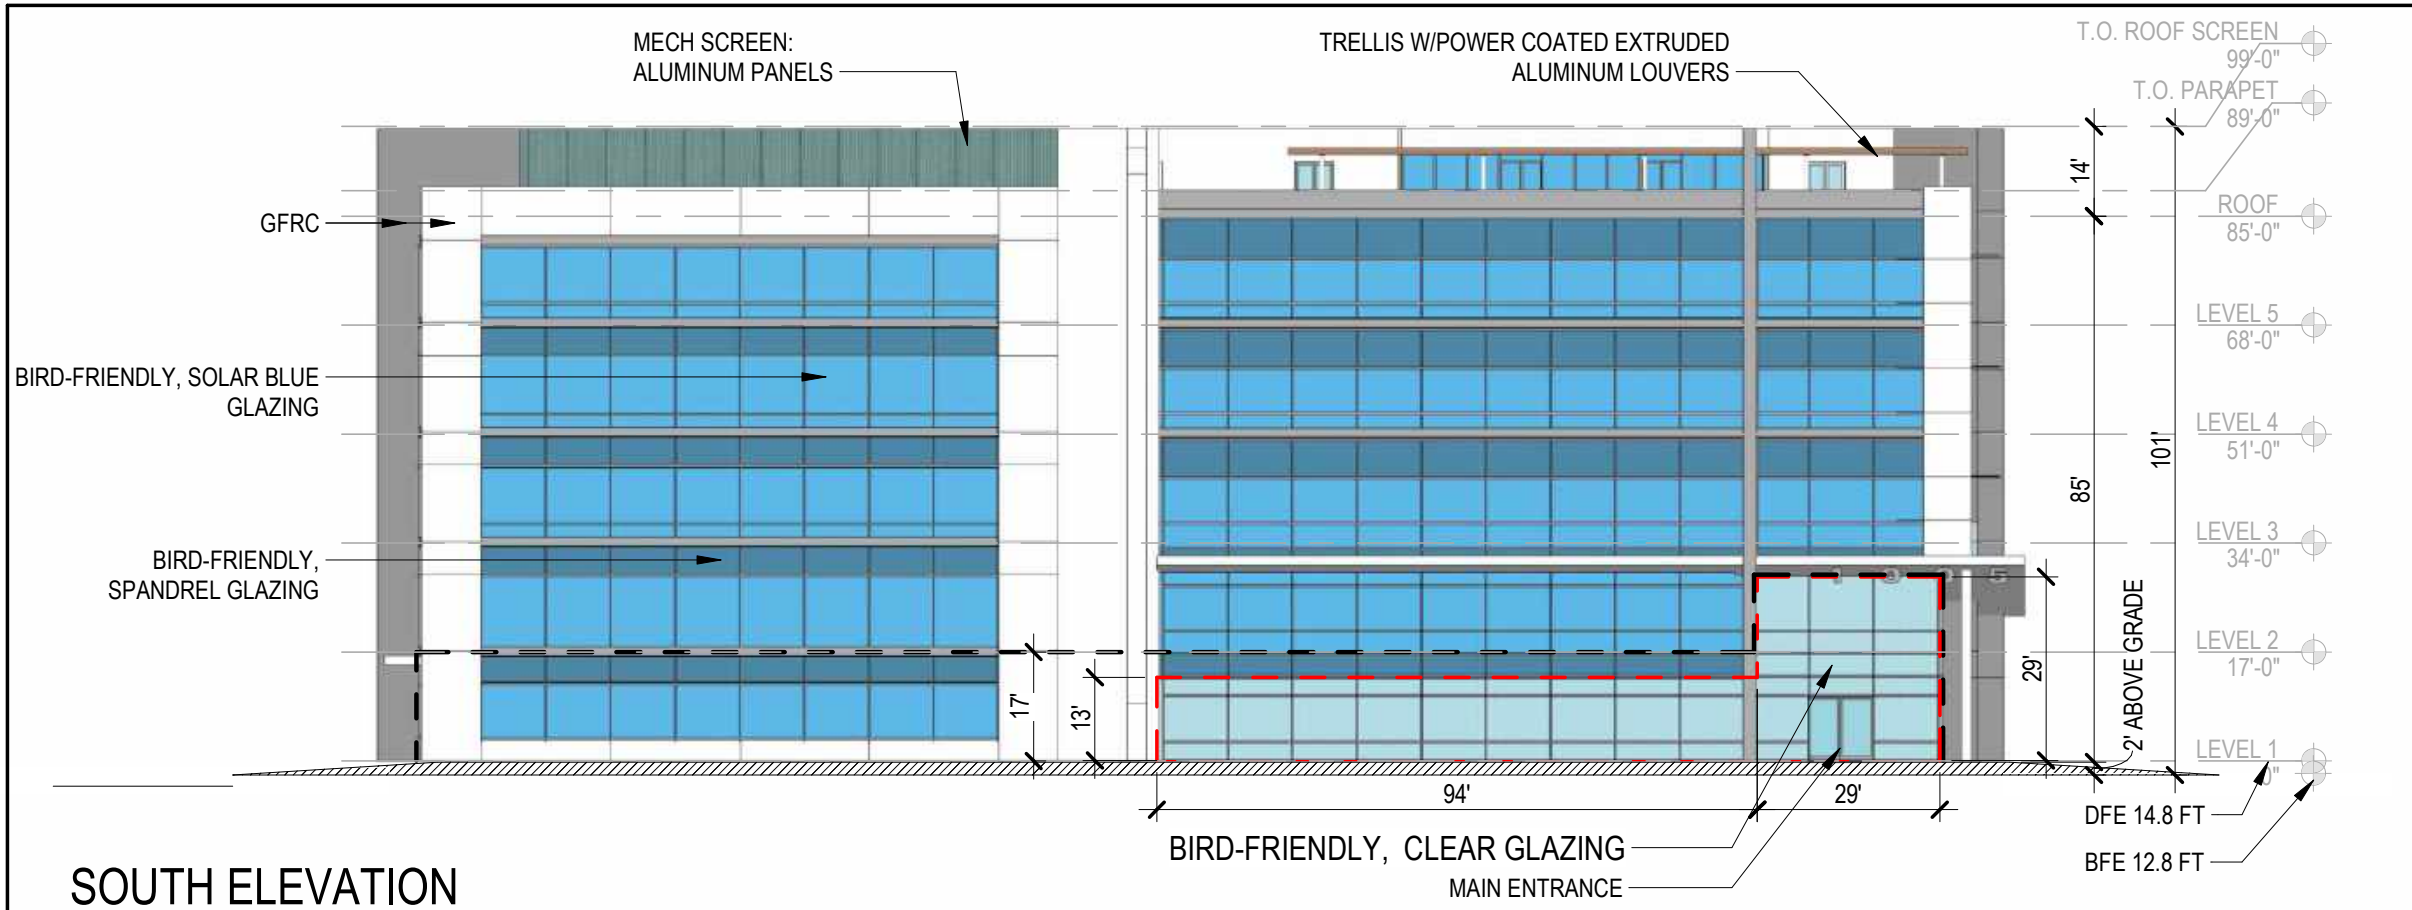 MECH SCREEN:
ALUMINUM PANELS
TRELLIS W/POWER COATED EXTRUDED
ALUMINUM LOUVERS
T.O. ROOF SCREEN
99'-0"
T.O. PARAPET
89'-0"
14'
GFRC
ROOF
85'-0"
LEVEL 5
68'-0"
BIRD-FRIENDLY, SOLAR BLUE
GLAZING
LEVEL 4
51'-0"
101'
85'
LEVEL 3
34'-0"
BIRD-FRIENDLY,
SPANDREL GLAZING
2' ABOVE GRADE
29'
LEVEL 2
17'-0"
17'
13'
LEVEL 1
0"
94'
29'
DFE 14.8 FT
BIRD-FRIENDLY, CLEAR GLAZING
BFE 12.8 FT
MAIN ENTRANCE
SOUTH ELEVATION